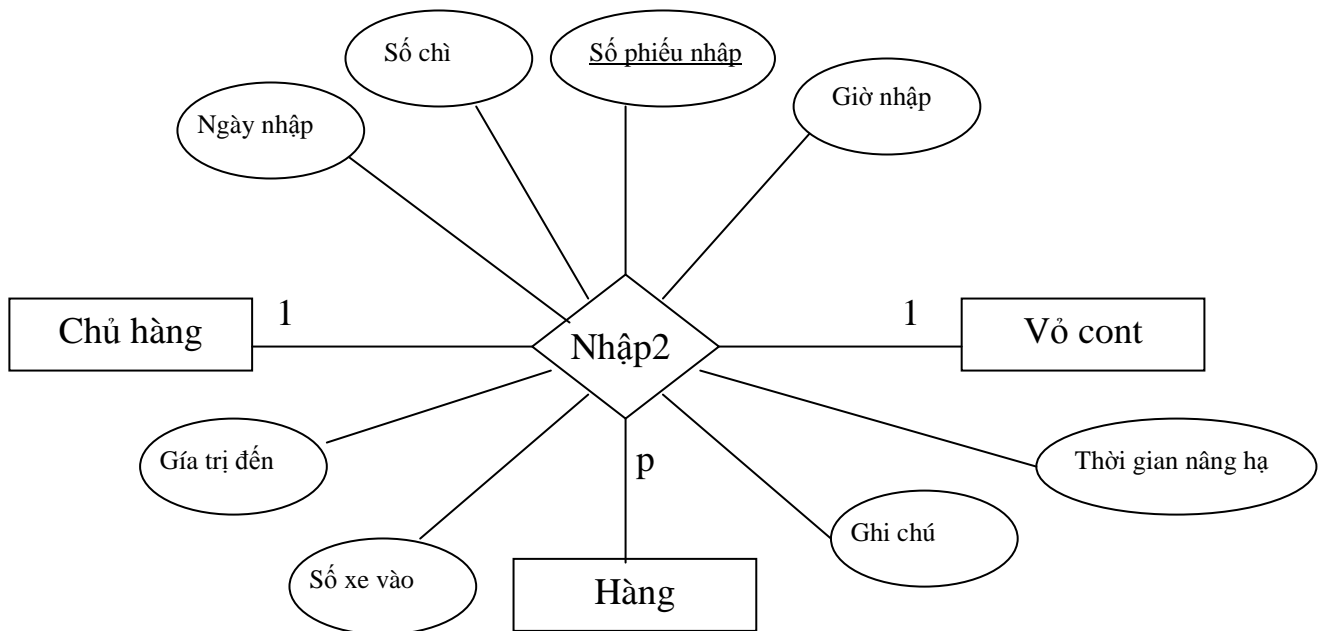 Số chì
Số phiếu nhập
Giờ nhập
Ngày nhập
Chủ hàng
1
Nhập2
1
Vỏ cont
Gía trị đến
p
Thời gian nâng hạ
Ghi chú
Số xe vào
Hàng